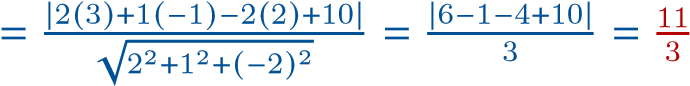 = |2(3)+1(−1)−2(2)+10| / √(2²+1²+(−2)²) = |6−1−4+10| / 3 = 11 / 3